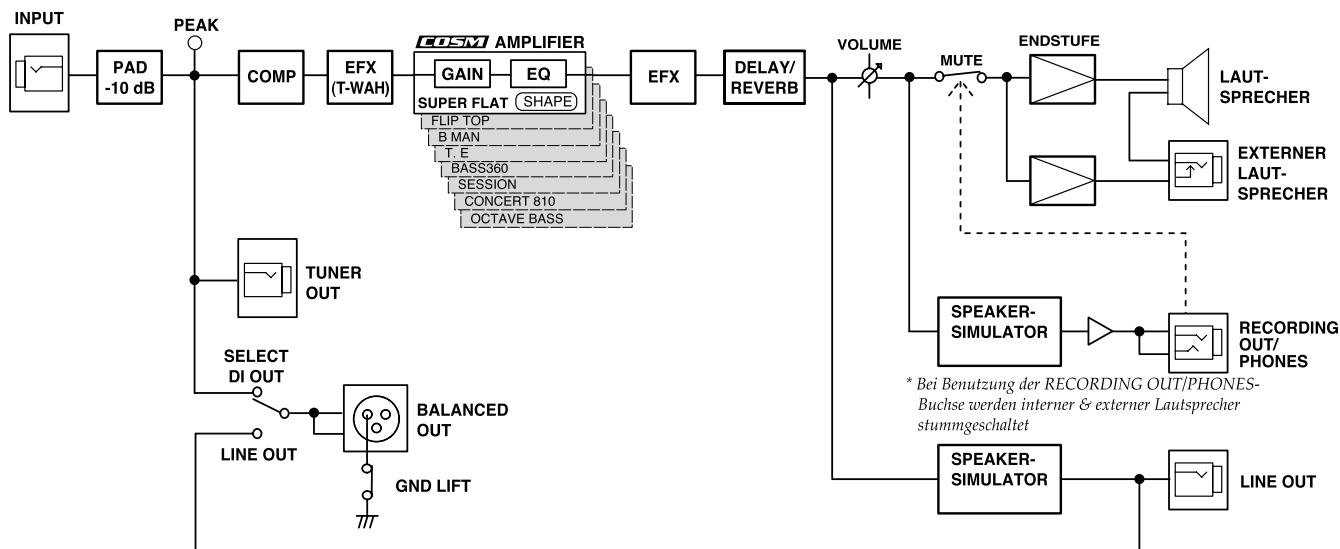 INPUT
PEAK
PAD
-10 dB
COMP
EFX
(T-WAH)
COSM AMPLIFIER
GAIN
EQ
SUPER FLAT
SHAPE
FLIP TOP
B MAN
T. E
BASS360
SESSION
CONCERT 810
OCTAVE BASS
EFX
DELAY/
REVERB
VOLUME
MUTE
ENDSTUFE
LAUT-
SPRECHER
EXTERNER
LAUT-
SPRECHER
TUNER
OUT
SPEAKER-
SIMULATOR
RECORDING
OUT/
PHONES
* Bei Benutzung der RECORDING OUT/PHONES-
Buchse werden interner & externer Lautsprecher
stummgeschaltet
SELECT
DI OUT
LINE OUT
BALANCED
OUT
GND LIFT
SPEAKER-
SIMULATOR
LINE OUT